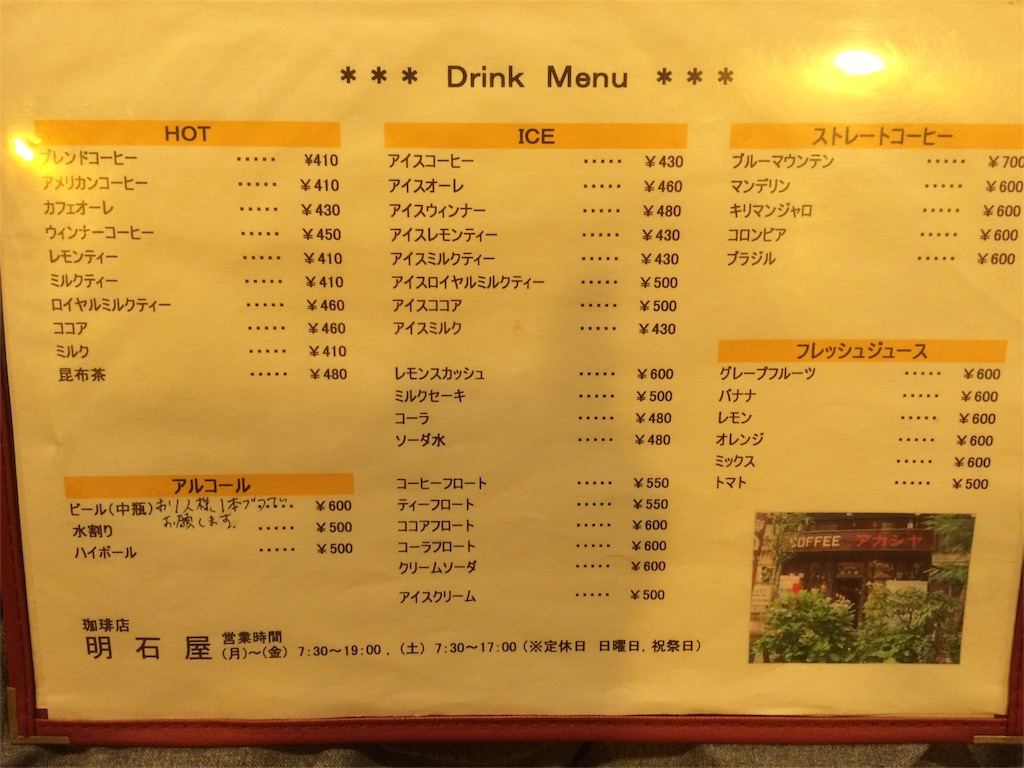 ＊＊＊ Drink Menu ＊＊＊
HOT
ブレンドコーヒー ····· ¥410
アメリカンコーヒー ····· ¥410
カフェオーレ ····· ¥430
ウィンナーコーヒー ····· ¥450
レモンティー ····· ¥410
ミルクティー ····· ¥410
ロイヤルミルクティー ····· ¥460
ココア ····· ¥460
ミルク ····· ¥410
昆布茶 ····· ¥480
アルコール
ビール(中瓶) お1人様、1本づつでお願いします。 ¥600
水割り ····· ¥500
ハイボール ····· ¥500
ICE
アイスコーヒー ····· ¥430
アイスオーレ ····· ¥460
アイスウィンナー ····· ¥480
アイスレモンティー ····· ¥430
アイスミルクティー ····· ¥430
アイスロイヤルミルクティー ····· ¥500
アイスココア ····· ¥500
アイスミルク ····· ¥430
レモンスカッシュ ····· ¥600
ミルクセーキ ····· ¥500
コーラ ····· ¥480
ソーダ水 ····· ¥480
コーヒーフロート ····· ¥550
ティーフロート ····· ¥550
ココアフロート ····· ¥600
コーラフロート ····· ¥600
クリームソーダ ····· ¥600
アイスクリーム ····· ¥500
ストレートコーヒー
ブルーマウンテン ····· ¥700
マンデリン ····· ¥600
キリマンジャロ ····· ¥600
コロンビア ····· ¥600
ブラジル ····· ¥600
フレッシュジュース
グレープフルーツ ····· ¥600
バナナ ····· ¥600
レモン ····· ¥600
オレンジ ····· ¥600
ミックス ····· ¥600
トマト ····· ¥500
COFFEE アカシヤ
珈琲店
明石屋 営業時間
(月)～(金) 7:30～19:00 , (土) 7:30～17:00 (※定休日 日曜日, 祝祭日)